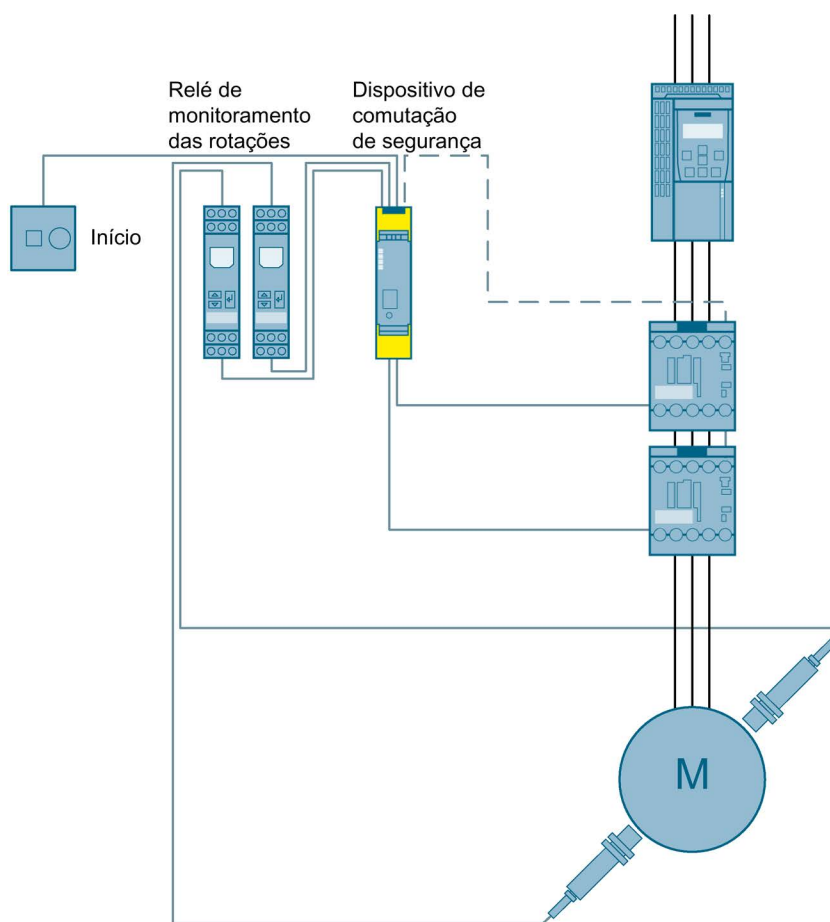 Relé de
monitoramento
das rotações
Dispositivo de
comutação
de segurança
Início
M